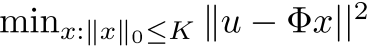 min_{x:‖x‖_0≤K} ‖u − Φx||^2